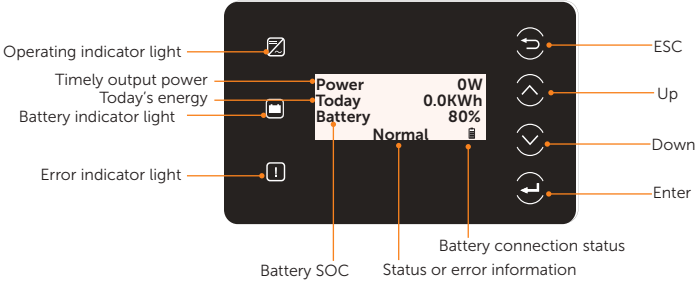 Operating indicator light
Timely output power
Today's energy
Battery indicator light
Error indicator light
Power 0W
Today 0.0KWh
Battery 80%
Normal
ESC
Up
Down
Enter
Battery connection status
Battery SOC
Status or error information